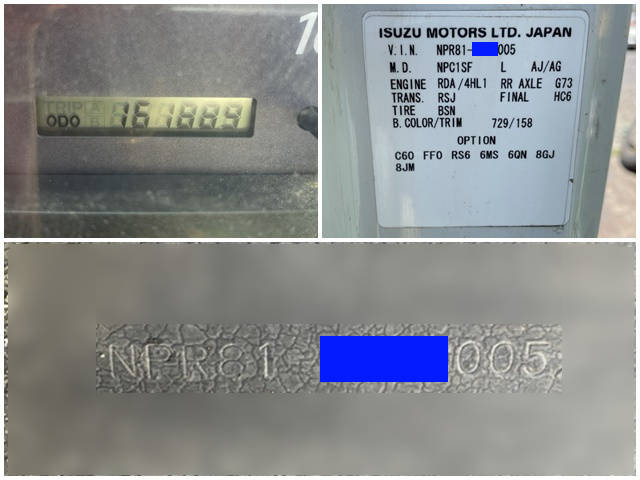 TRIP A
ODO B 161889
ISUZU MOTORS LTD. JAPAN
V.I.N. NPR81- 005
M.D. NPC1SF L AJ/AG
ENGINE RDA/4HL1 RR AXLE G73
TRANS. RSJ FINAL HC6
TIRE BSN
B.COLOR/TRIM 729/158
OPTION
C60 FF0 RS6 6MS 6QN 8GJ
8JM
NPR81 005